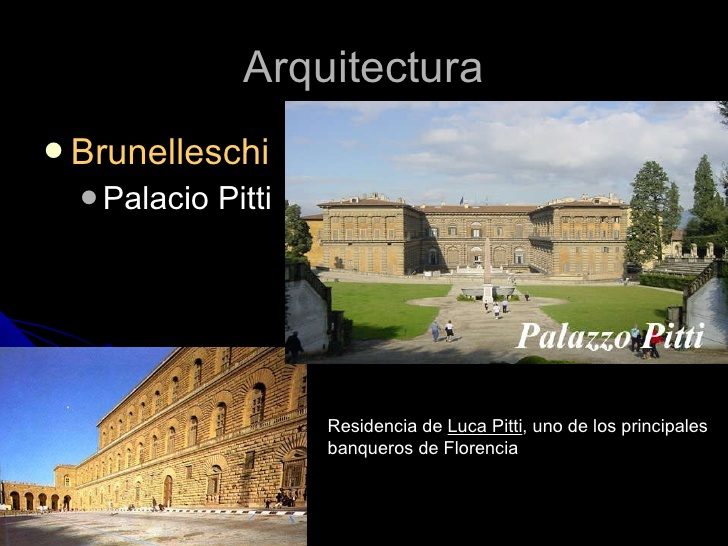 Arquitectura
Brunelleschi
Palacio Pitti
Palazzo Pitti
Residencia de Luca Pitti, uno de los principales
banqueros de Florencia